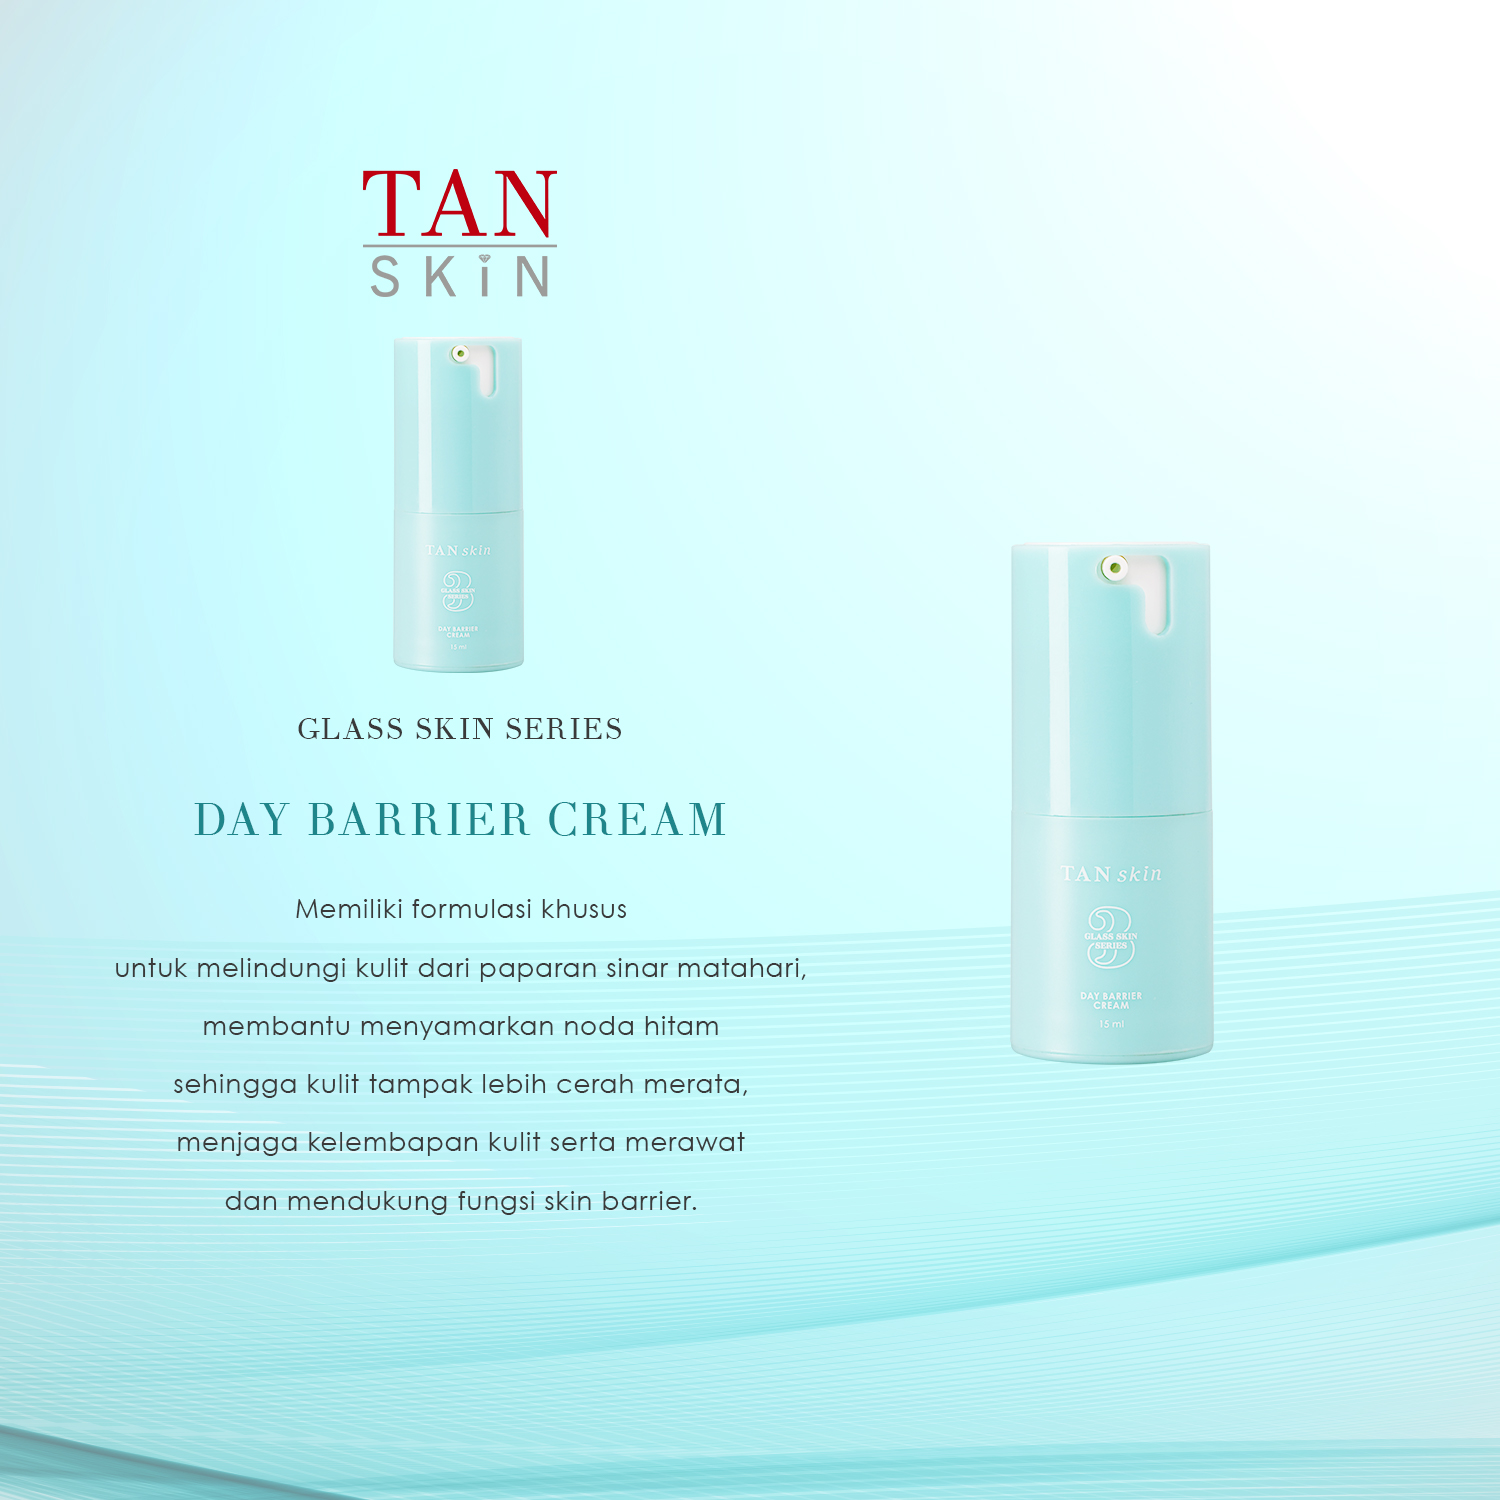 TAN
SKiN
TAN skin
GLASS SKIN
SERIES
DAY BARRIER
CREAM
15 ml
GLASS SKIN SERIES
DAY BARRIER CREAM
Memiliki formulasi khusus
untuk melindungi kulit dari paparan sinar matahari,
membantu menyamarkan noda hitam
sehingga kulit tampak lebih cerah merata,
menjaga kelembapan kulit serta merawat
dan mendukung fungsi skin barrier.
TAN skin
GLASS SKIN
SERIES
DAY BARRIER
CREAM
15 ml